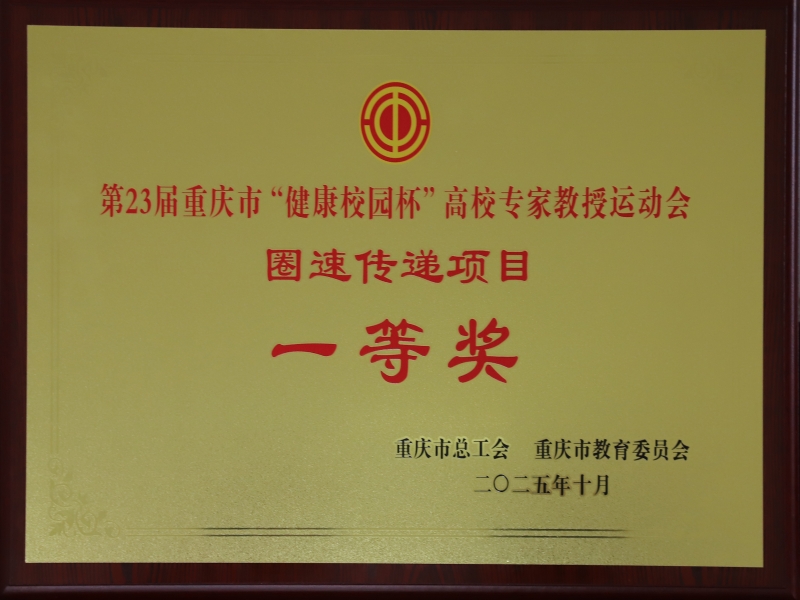 第23届重庆市“健康校园杯”高校专家教授运动会
圈速传递项目
一等奖
重庆市总工会 重庆市教育委员会
二〇二五年十月